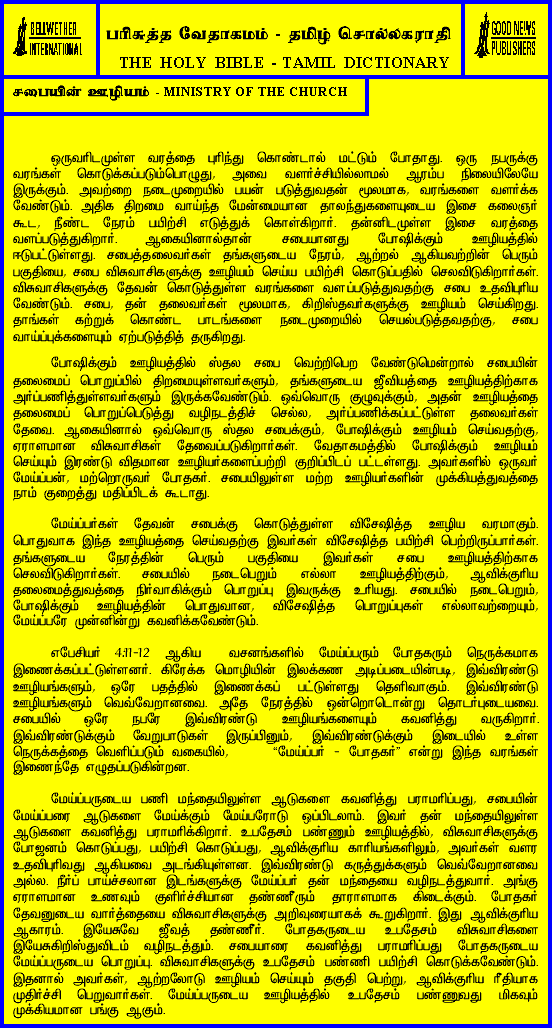 BELLWETHER
INTERNATIONAL
பரிசுத்த வேதாகமம் - தமிழ் சொல்லகராதி
THE HOLY BIBLE - TAMIL DICTIONARY
GOOD NEWS
PUBLISHERS
சபையின் ஊழியம் - MINISTRY OF THE CHURCH
ஒருவரிடமுள்ள வரத்தை புரிந்து கொண்டால் மட்டும் போதாது. ஒரு நபருக்கு
வரங்கள் கொடுக்கப்படும்பொழுது, அவை வளர்ச்சியில்லாமல் ஆரம்ப நிலையிலேயே
இருக்கும். அவற்றை நடைமுறையில் பயன் படுத்துவதன் மூலமாக, வரங்களை வளர்க்க
வேண்டும். அதிக திறமை வாய்ந்த மேன்மையான தாலந்துகளையுடைய இசை கலைஞர்
கூட, நீண்ட நேரம் பயிற்சி எடுத்துக் கொள்கிறார். தன்னிடமுள்ள இசை வரத்தை
வளப்படுத்துகிறார். ஆகையினால்தான் சபையானது போஷிக்கும் ஊழியத்தில்
ஈடுபட்டுள்ளது. சபைத்தலைவர்கள் தங்களுடைய நேரம், ஆற்றல் ஆகியவற்றின் பெரும்
பகுதியை, சபை விசுவாசிகளுக்கு ஊழியம் செய்ய பயிற்சி கொடுப்பதில் செலவிடுகிறார்கள்.
விசுவாசிகளுக்கு தேவன் கொடுத்துள்ள வரங்களை வளப்படுத்துவதற்கு சபை உதவிபுரிய
வேண்டும். சபை, தன் தலைவர்கள் மூலமாக, கிறிஸ்தவர்களுக்கு ஊழியம் செய்கிறது.
தாங்கள் கற்றுக் கொண்ட பாடங்களை நடைமுறையில் செயல்படுத்தவதற்கு, சபை
வாய்ப்புக்களையும் ஏற்படுத்தித் தருகிறது.
போஷிக்கும் ஊழியத்தில் ஸ்தல சபை வெற்றிபெற வேண்டுமென்றால் சபையின்
தலைமைப் பொறுப்பில் திறமையுள்ளவர்களும், தங்களுடைய ஜீவியத்தை ஊழியத்திற்காக
அர்ப்பணித்துள்ளவர்களும் இருக்கவேண்டும். ஒவ்வொரு குழுவுக்கும், அதன் ஊழியத்தை
தலைமைப் பொறுப்பெடுத்து வழிநடத்திச் செல்ல, அர்ப்பணிக்கப்பட்டுள்ள தலைவர்கள்
தேவை. ஆகையினால் ஒவ்வொரு ஸ்தல சபைக்கும், போஷிக்கும் ஊழியம் செய்வதற்கு,
ஏராளமான விசுவாசிகள் தேவைப்படுகிறார்கள். வேதாகமத்தில் போஷிக்கும் ஊழியம்
செய்யும் இரண்டு விதமான ஊழியர்களைப்பற்றி குறிப்பிடப் பட்டள்ளது. அவர்களில் ஒருவர்
மேய்ப்பன், மற்றொருவர் போதகர். சபையிலுள்ள மற்ற ஊழியர்களின் முக்கியத்துவத்தை
நாம் குறைத்து மதிப்பிடக் கூடாது.
மேய்ப்பர்கள் தேவன் சபைக்கு கொடுத்துள்ள விசேஷித்த ஊழிய வரமாகும்.
பொதுவாக இந்த ஊழியத்தை செய்வதற்கு இவர்கள் விசேஷித்த பயிற்சி பெற்றிருப்பார்கள்.
தங்களுடைய நேரத்தின் பெரும் பகுதியை இவர்கள் சபை ஊழியத்திற்காக
செலவிடுகிறார்கள். சபையில் நடைபெறும் எல்லா ஊழியத்திற்கும், ஆவிக்குரிய
தலைமைத்துவத்தை நிர்வாகிக்கும் பொறுப்பு இவருக்கு உரியது. சபையில் நடைபெறும்,
போஷிக்கும் ஊழியத்தின் பொதுவான, விசேஷித்த பொறுப்புகள் எல்லாவற்றையும்,
மேய்ப்பரே முன்னின்று கவனிக்கவேண்டும்.
எபேசியர் 4:11-12 ஆகிய வசனங்களில் மேய்ப்பரும் போதகரும் நெருக்கமாக
இணைக்கப்பட்டுள்ளனர். கிரேக்க மொழியின் இலக்கண அடிப்படையின்படி, இவ்விரண்டு
ஊழியங்களும், ஒரே பதத்தில் இணைக்கப் பட்டுள்ளது தெளிவாகும். இவ்விரண்டு
ஊழியங்களும் வெவ்வேறானவை. அதே நேரத்தில் ஒன்றொடொன்று தொடர்புடையவை.
சபையில் ஒரே நபரே இவ்விரண்டு ஊழியங்களையும் கவனித்து வருகிறார்.
இவ்விரண்டுக்கும் வேறுபாடுகள் இருப்பினும், இவ்விரண்டுக்கும் இடையில் உள்ள
நெருக்கத்தை வெளிப்படும் வகையில், “மேய்ப்பர் - போதகர்” என்று இந்த வரங்கள்
இணைந்தே எழுதப்படுகின்றன.
மேய்ப்பருடைய பணி மந்தையிலுள்ள ஆடுகளை கவனித்து பராமரிப்பது, சபையின்
மேய்ப்பரை ஆடுகளை மேய்க்கும் மேய்பரோடு ஒப்பிடலாம். இவர் தன் மந்தையிலுள்ள
ஆடுகளை கவனித்து பராமரிக்கிறார். உபதேசம் பண்ணும் ஊழியத்தில், விசுவாசிகளுக்கு
போஜனம் கொடுப்பது, பயிற்சி கொடுப்பது, ஆவிக்குரிய காரியங்களிலும், அவர்கள் வளர
உதவிபுரிவது ஆகியவை அடங்கியுள்ளன. இவ்விரண்டு கருத்துக்களும் வெவ்வேறானவை
அல்ல. நீர்ப் பாய்ச்சலான இடங்களுக்கு மேய்ப்பர் தன் மந்தையை வழிநடத்துவார். அங்கு
ஏராளமான உணவும் குளிர்ச்சியான தண்ணீரும் தாராளமாக கிடைக்கும். போதகர்
தேவனுடைய வார்த்தையை விசுவாசிகளுக்கு அறிவுரையாகக் கூறுகிறார். இது ஆவிக்குரிய
ஆகாரம். இயேசுவே ஜீவத் தண்ணீர். போதகருடைய உபதேசம் விசுவாசிகளை
இயேசுகிறிஸ்துவிடம் வழிநடத்தும். சபையாரை கவனித்து பராமரிப்பது போதகருடைய
மேய்ப்பருடைய பொறுப்பு, விசுவாசிகளுக்கு உபதேசம் பண்ணி பயிற்சி கொடுக்கவேண்டும்.
இதனால் அவர்கள், ஆற்றலோடு ஊழியம் செய்யும் தகுதி பெற்று, ஆவிக்குரிய ரீதியாக
முதிர்ச்சி பெறுவார்கள். மேய்ப்பருடைய ஊழியத்தில் உபதேசம் பண்ணுவது மிகவும்
முக்கியமான பங்கு ஆகும்.